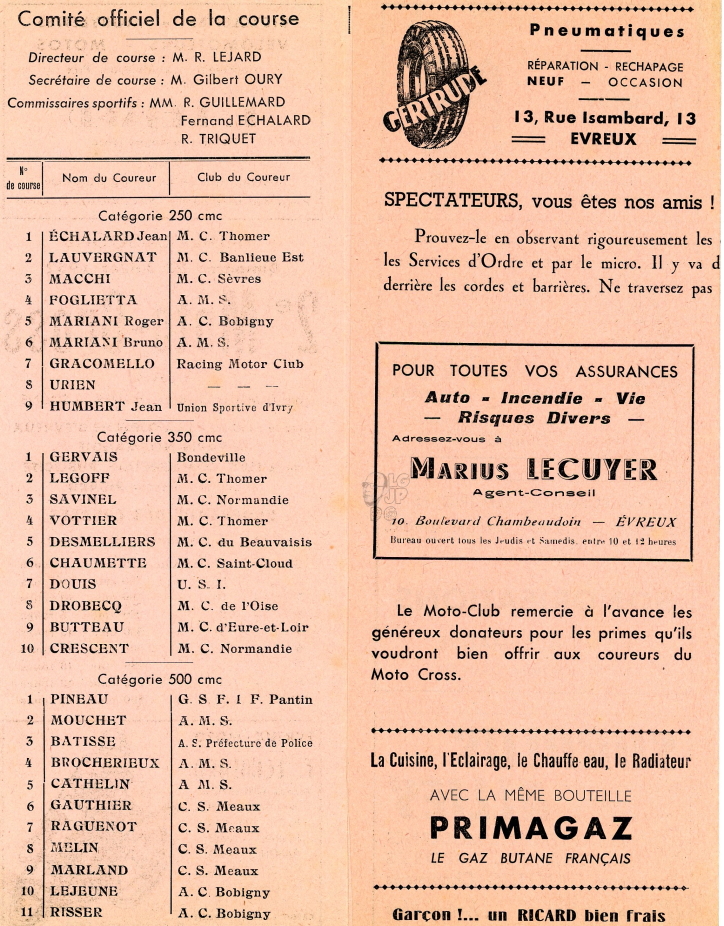 Comité officiel de la course
Directeur de course : M. R. LEJARD
Secrétaire de course : M. Gilbert OURY
Commissaires sportifs : MM. R. GUILLEMARD
Fernand ECHALARD
R. TRIQUET
N° de course Nom du Coureur Club du Coureur
Catégorie 250 cmc
1 ÉCHALARD Jean M. C. Thomer
2 LAUVERGNAT M. C. Banlieue Est
3 MACCHI M. C. Sèvres
4 FOGLIETTA A. M. S.
5 MARIANI Roger A. C. Bobigny
6 MARIANI Bruno A. M. S.
7 GRACOMELLO Racing Motor Club
8 URIEN — — —
9 HUMBERT Jean Union Sportive d'Ivry
Catégorie 350 cmc
1 GERVAIS Bondeville
2 LEGOFF M. C. Thomer
3 SAVINEL M. C. Normandie
4 VOTTIER M. C. Thomer
5 DESMELLIERS M. C. du Beauvaisis
6 CHAUMETTE M. C. Saint-Cloud
7 DOUIS U. S. I.
8 DROBECQ M. C. de l'Oise
9 BUTTEAU M. C. d'Eure-et-Loir
10 CRESCENT M. C. Normandie
Catégorie 500 cmc
1 PINEAU G. S F. I F. Pantin
2 MOUCHET A. M. S.
3 BATISSE A. S. Préfecture de Police
4 BROCHERIEUX A. M. S.
5 CATHELIN A M. S.
6 GAUTHIER C. S. Meaux
7 RAGUENOT C. S. Meaux
8 MELIN C. S. Meaux
9 MARLAND C. S. Meaux
10 LEJEUNE A. C. Bobigny
11 RISSER A. C. Bobigny
GERTRUDE
Pneumatiques
RÉPARATION - RECHAPAGE
NEUF — OCCASION
13, Rue Isambard, 13
EVREUX
SPECTATEURS, vous êtes nos amis !
Prouvez-le en observant rigoureusement les
les Services d'Ordre et par le micro. Il y va d
derrière les cordes et barrières. Ne traversez pas
POUR TOUTES VOS ASSURANCES
Auto - Incendie - Vie
— Risques Divers —
Adressez-vous à
MARIUS LECUYER
Agent-Conseil
10, Boulevard Chambeaudoin — ÉVREUX
Bureau ouvert tous les Jeudis et Samedis, entre 10 et 12 heures
Le Moto-Club remercie à l'avance les
généreux donateurs pour les primes qu'ils
voudront bien offrir aux coureurs du
Moto Cross.
La Cuisine, l'Eclairage, le Chauffe eau, le Radiateur
AVEC LA MÊME BOUTEILLE
PRIMAGAZ
LE GAZ BUTANE FRANÇAIS
Garçon !... un RICARD bien frais